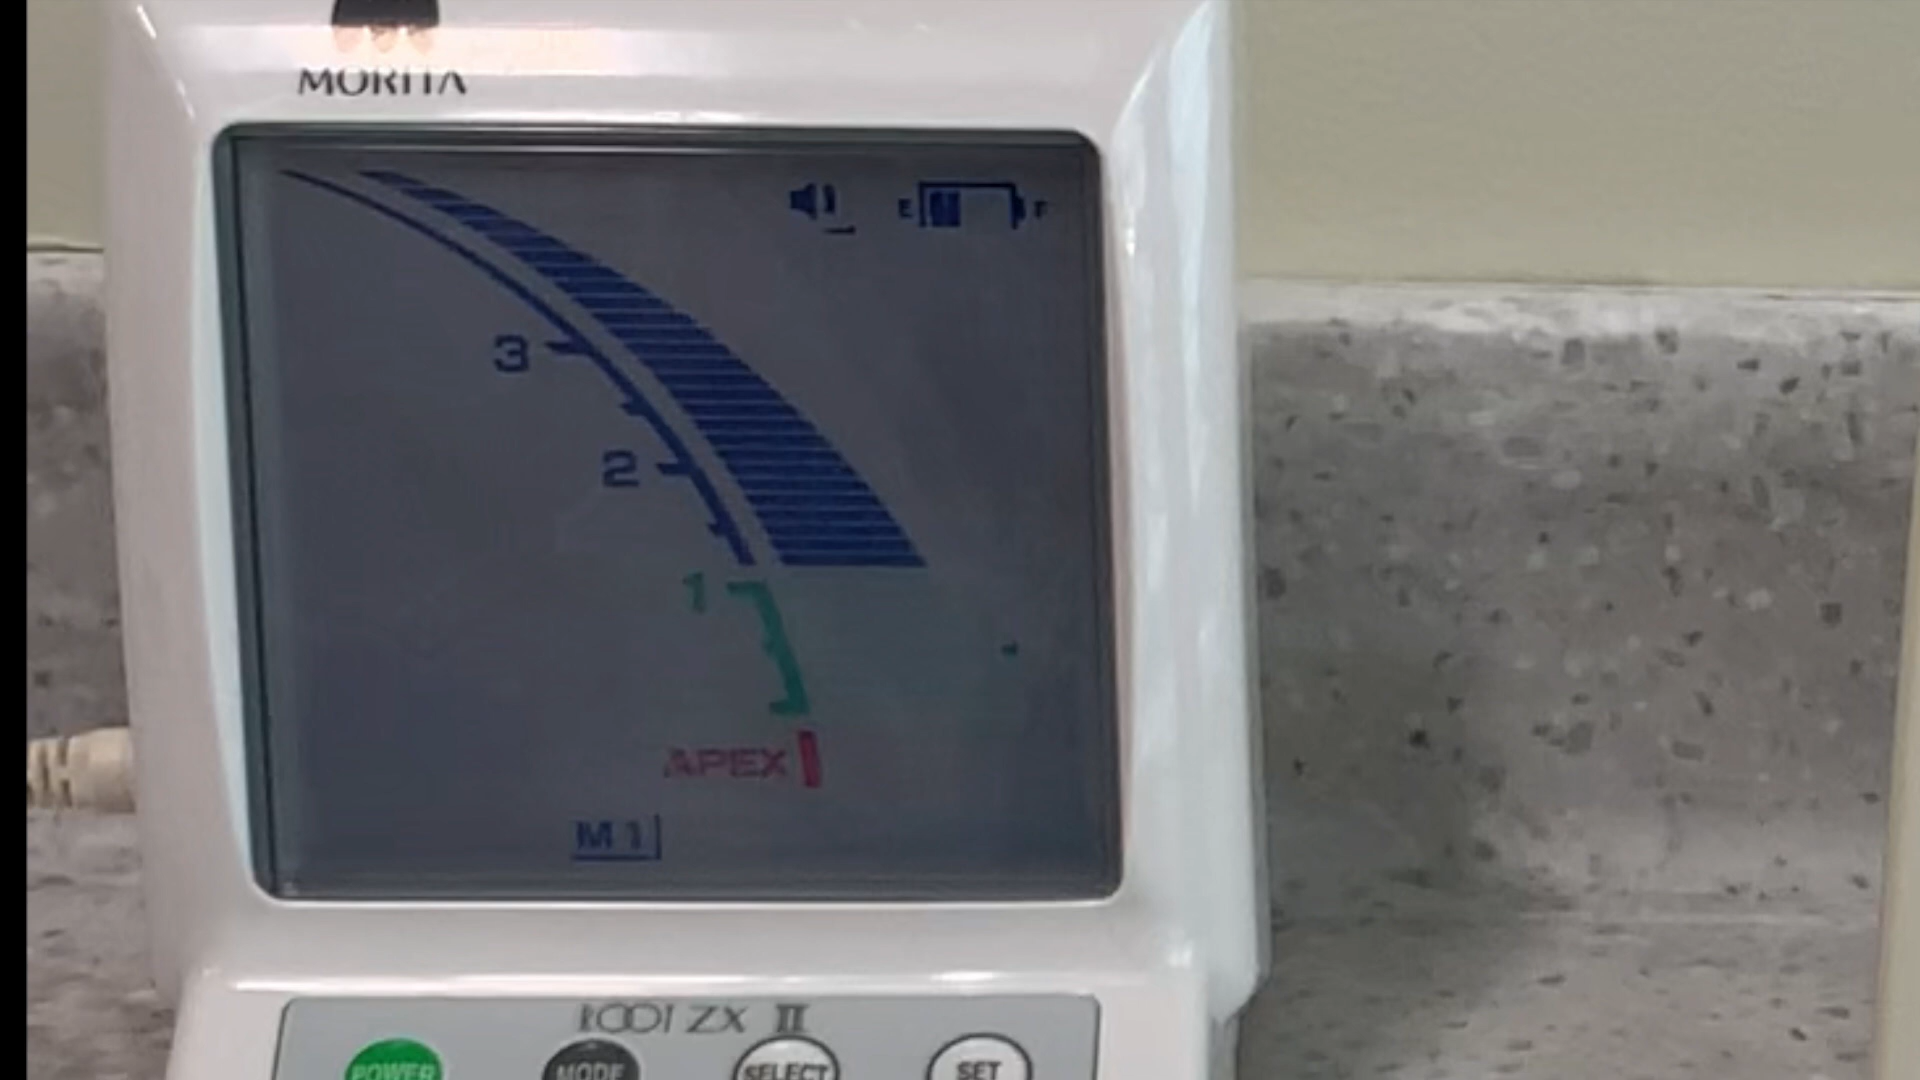 MORITA
E F
3
2
1
APEX
M1
ROOT ZX II
POWER MODE SELECT SET